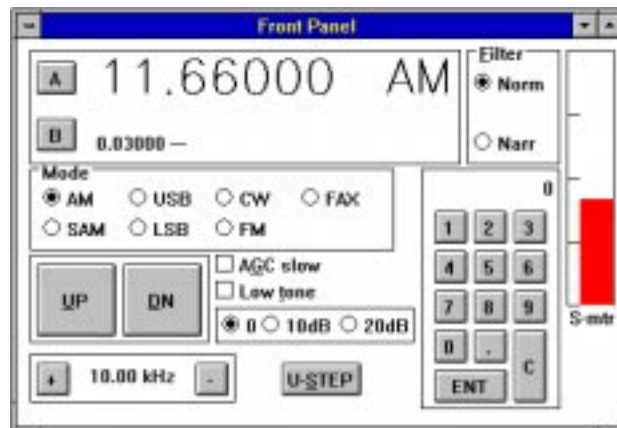 Front Panel
A 11.66000 AM
B 0.03000 --
Filter
Norm
Narr
Mode
AM USB CW FAX
SAM LSB FM
UP DN
AGC slow
Low tone
0 10dB 20dB
+ 10.00 kHz -
U-STEP
0
1 2 3
4 5 6
7 8 9
0 . C
ENT
S-mtr